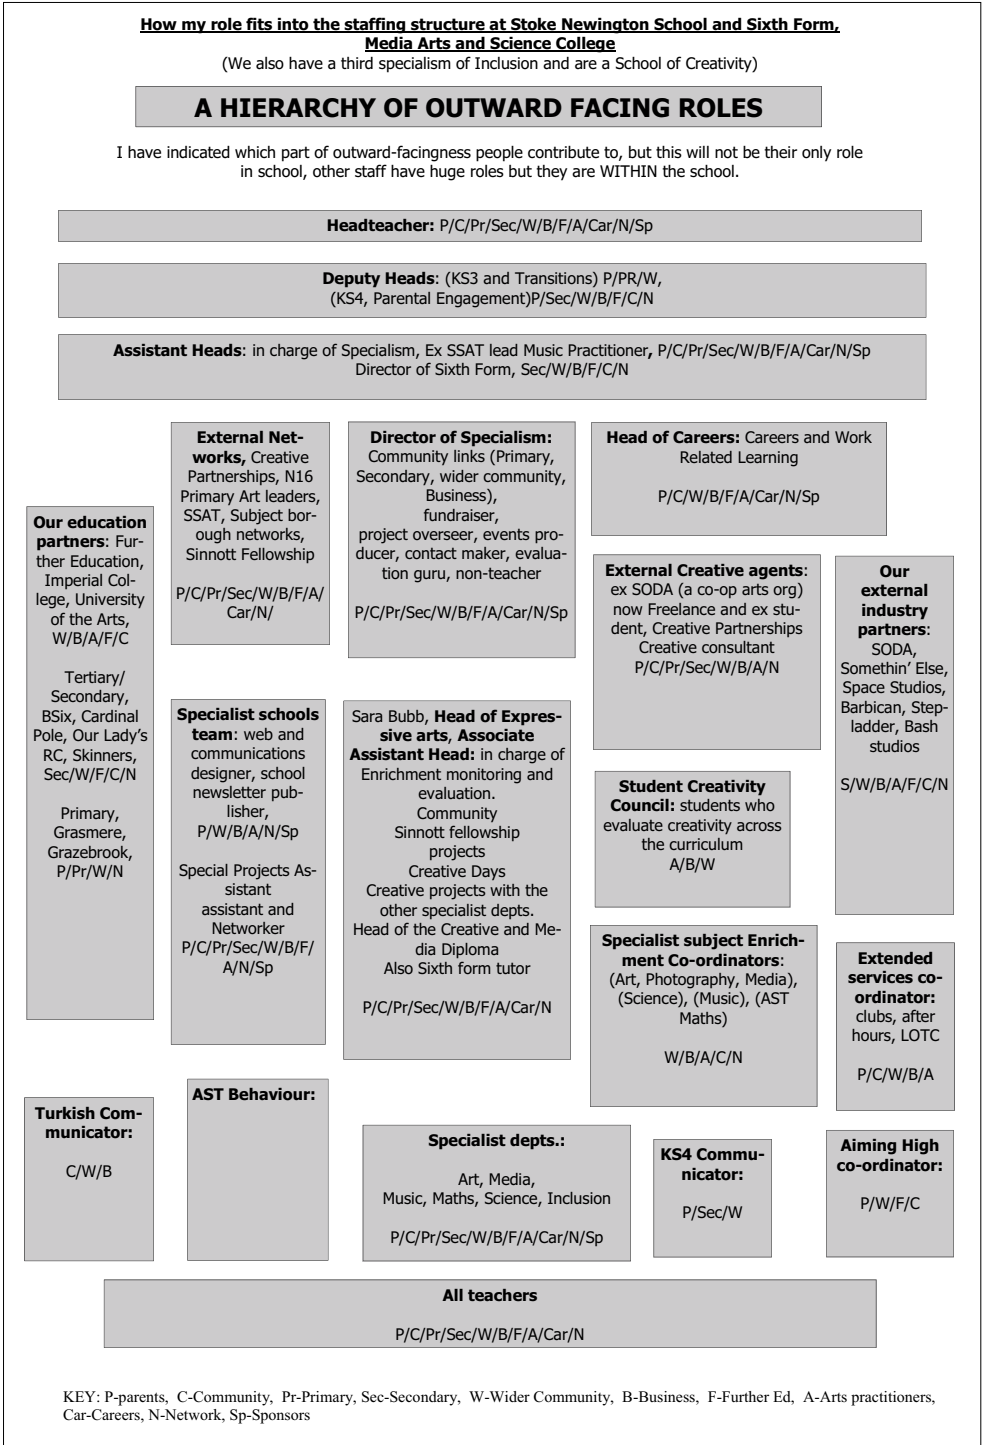 How my role fits into the staffing structure at Stoke Newington School and Sixth Form,
Media Arts and Science College
(We also have a third specialism of Inclusion and are a School of Creativity)
A HIERARCHY OF OUTWARD FACING ROLES
I have indicated which part of outward-facingness people contribute to, but this will not be their only role
in school, other staff have huge roles but they are WITHIN the school.
Headteacher: P/C/Pr/Sec/W/B/F/A/Car/N/Sp
Deputy Heads: (KS3 and Transitions) P/PR/W,
(KS4, Parental Engagement)P/Sec/W/B/F/C/N
Assistant Heads: in charge of Specialism, Ex SSAT lead Music Practitioner, P/C/Pr/Sec/W/B/F/A/Car/N/Sp
Director of Sixth Form, Sec/W/B/F/C/N
Our education
partners: Fur-
ther Education,
Imperial Col-
lege, University
of the Arts,
W/B/A/F/C
Tertiary/
Secondary,
BSix, Cardinal
Pole, Our Lady's
RC, Skinners,
Sec/W/F/C/N
Primary,
Grasmere,
Grazebrook,
P/Pr/W/N
External Net-
works, Creative
Partnerships, N16
Primary Art leaders,
SSAT, Subject bor-
ough networks,
Sinnott Fellowship
P/C/Pr/Sec/W/B/F/A/
Car/N/
Director of Specialism:
Community links (Primary,
Secondary, wider community,
Business),
fundraiser,
project overseer, events pro-
ducer, contact maker, evalua-
tion guru, non-teacher
P/C/Pr/Sec/W/B/F/A/Car/N/Sp
Head of Careers: Careers and Work
Related Learning
P/C/W/B/F/A/Car/N/Sp
External Creative agents:
ex SODA (a co-op arts org)
now Freelance and ex stu-
dent, Creative Partnerships
Creative consultant
P/C/Pr/Sec/W/B/A/N
Our
external
industry
partners:
SODA,
Somethin' Else,
Space Studios,
Barbican, Step-
ladder, Bash
studios
S/W/B/A/F/C/N
Specialist schools
team: web and
communications
designer, school
newsletter pub-
lisher,
P/W/B/A/N/Sp
Special Projects As-
sistant
assistant and
Networker
P/C/Pr/Sec/W/B/F/
A/N/Sp
Sara Bubb, Head of Expres-
sive arts, Associate
Assistant Head: in charge of
Enrichment monitoring and
evaluation.
Community
Sinnott fellowship
projects
Creative Days
Creative projects with the
other specialist depts.
Head of the Creative and Me-
dia Diploma
Also Sixth form tutor
P/C/Pr/Sec/W/B/F/A/Car/N
Student Creativity
Council: students who
evaluate creativity across
the curriculum
A/B/W
Specialist subject Enrich-
ment Co-ordinators:
(Art, Photography, Media),
(Science), (Music), (AST
Maths)
W/B/A/C/N
Extended
services co-
ordinator:
clubs, after
hours, LOTC
P/C/W/B/A
Turkish Com-
municator:
C/W/B
AST Behaviour:
Specialist depts.:
Art, Media,
Music, Maths, Science, Inclusion
P/C/Pr/Sec/W/B/F/A/Car/N/Sp
KS4 Commu-
nicator:
P/Sec/W
Aiming High
co-ordinator:
P/W/F/C
All teachers
P/C/Pr/Sec/W/B/F/A/Car/N
KEY: P-parents, C-Community, Pr-Primary, Sec-Secondary, W-Wider Community, B-Business, F-Further Ed, A-Arts practitioners,
Car-Careers, N-Network, Sp-Sponsors